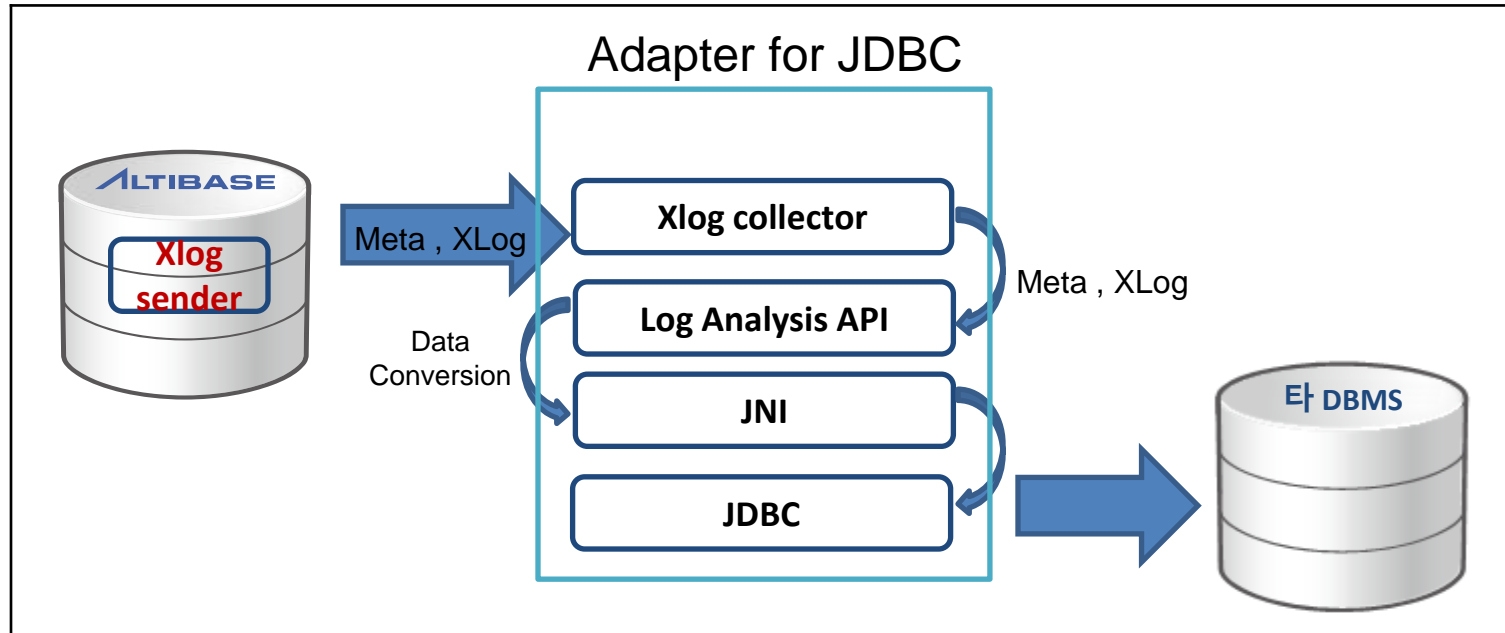 Adapter for JDBC
ALTIBASE
Xlog
sender
Meta , XLog
Xlog collector
Meta , XLog
Log Analysis API
Data
Conversion
JNI
JDBC
타 DBMS